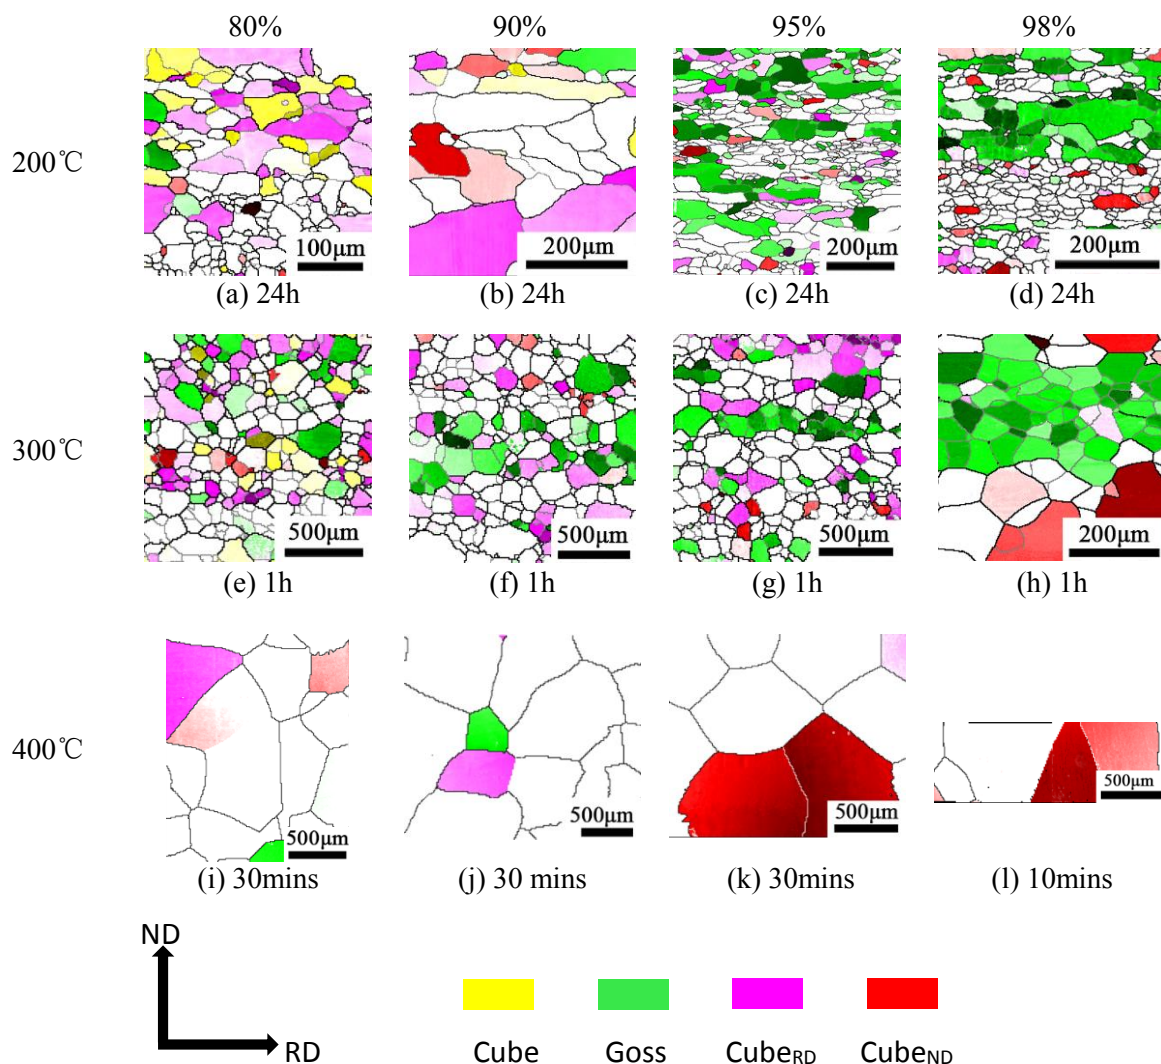 80% 90% 95% 98%
200℃
100μm 200μm 200μm 200μm
(a) 24h (b) 24h (c) 24h (d) 24h
300℃
500μm 500μm 500μm 200μm
(e) 1h (f) 1h (g) 1h (h) 1h
400℃
500μm 500μm 500μm 500μm
(i) 30mins (j) 30 mins (k) 30mins (l) 10mins
ND
RD
Cube Goss CubeRD CubeND